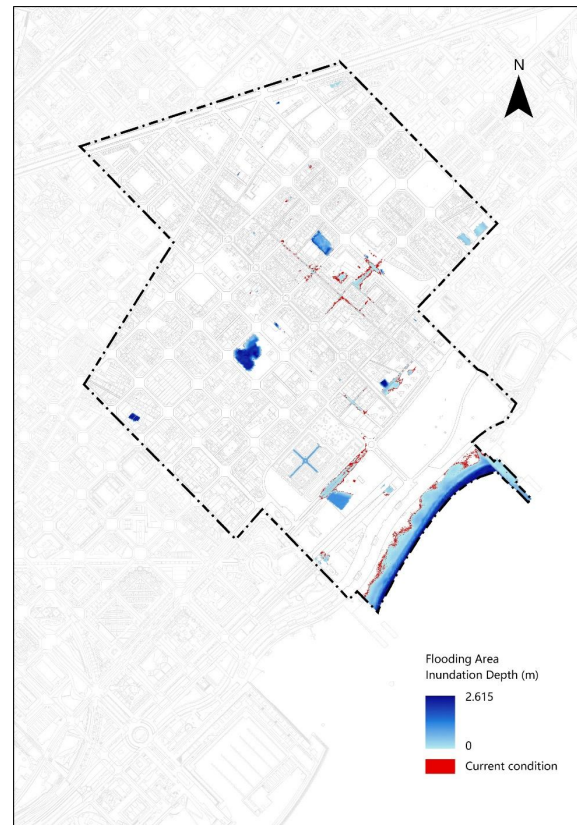 N
Flooding Area
Inundation Depth (m)
2.615
0
Current condition